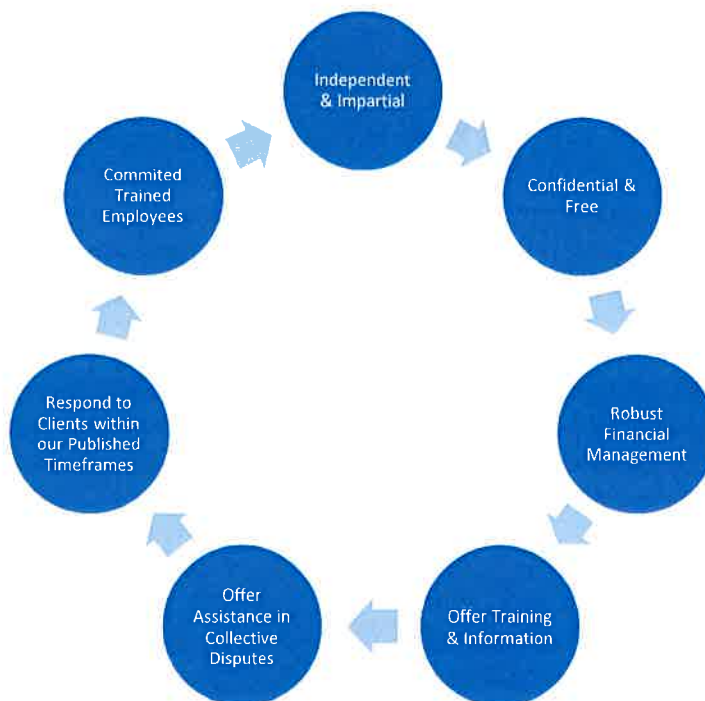 Independent
& Impartial
Confidential &
Free
Robust
Financial
Management
Offer Training
& Information
Offer
Assistance in
Collective
Disputes
Respond to
Clients within
our Published
Timeframes
Commited
Trained
Employees